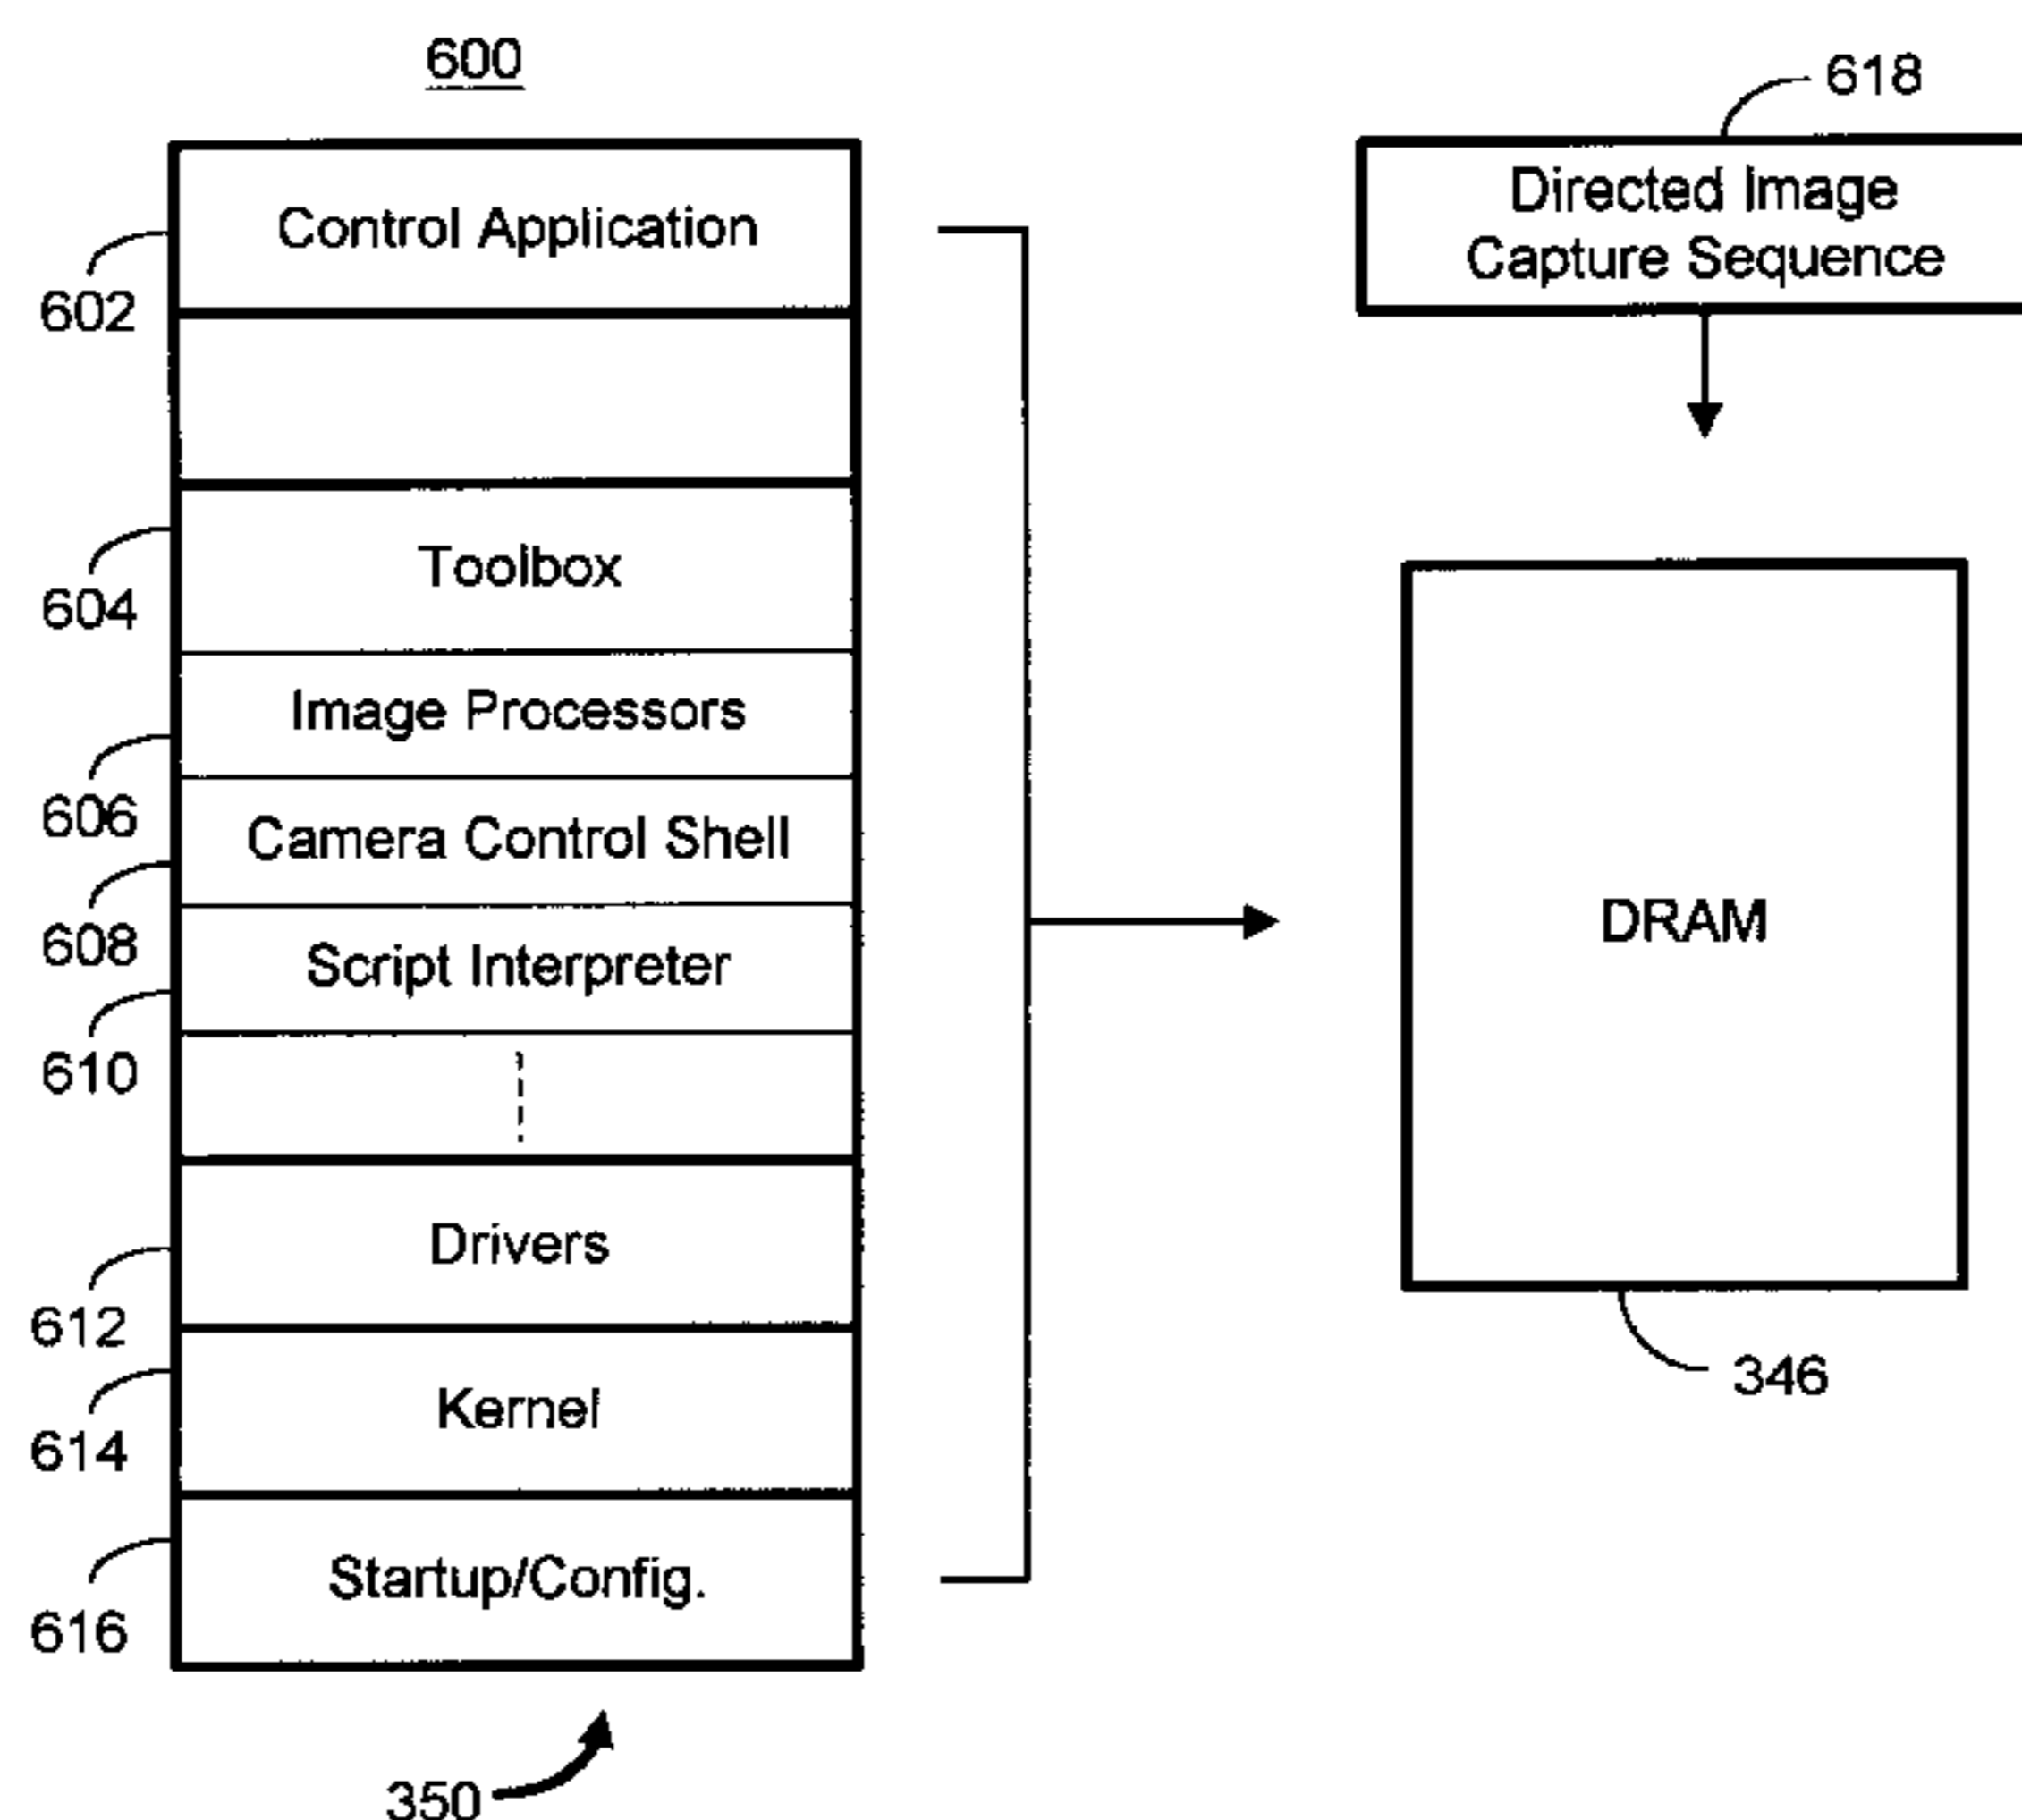 600
618
Control Application
Directed Image
Capture Sequence
602
Toolbox
604
Image Processors
606
Camera Control Shell
608
Script Interpreter
DRAM
610
Drivers
612
346
Kernel
614
Startup/Config.
616
350